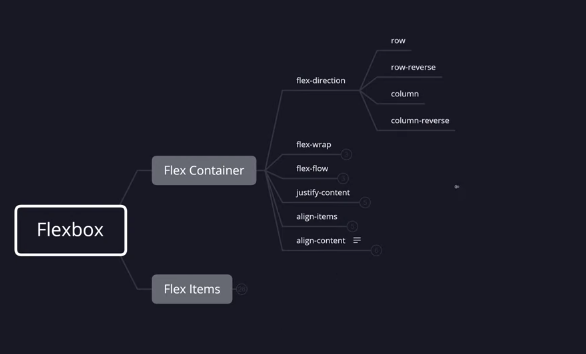 Flexbox
Flex Container
flex-direction
row
row-reverse
column
column-reverse
flex-wrap
flex-flow
justify-content
align-items
align-content
Flex Items